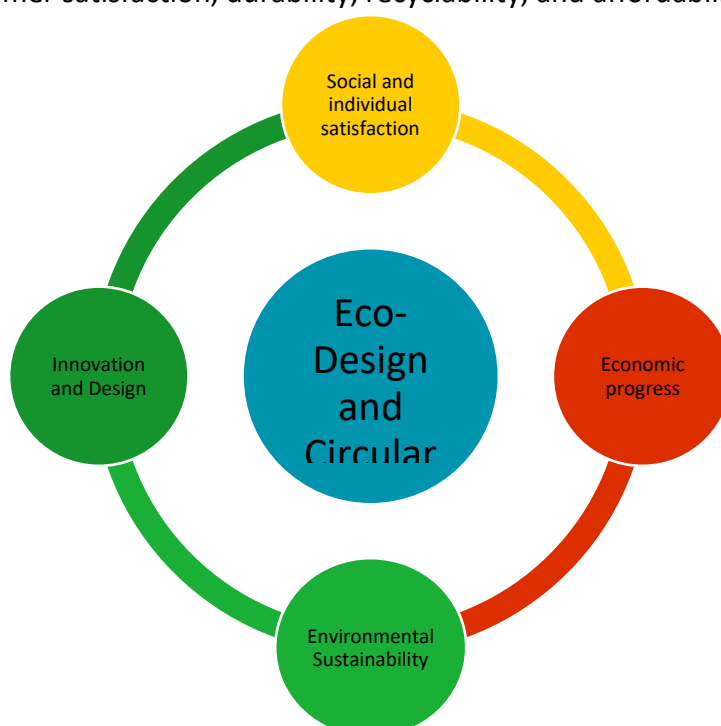 satisfaction, durability, recyclability, and
Social and
individual
satisfaction
Innovation
and Design
Eco-
Design
and
Circular
Economic
progress
Environmental
Sustainability